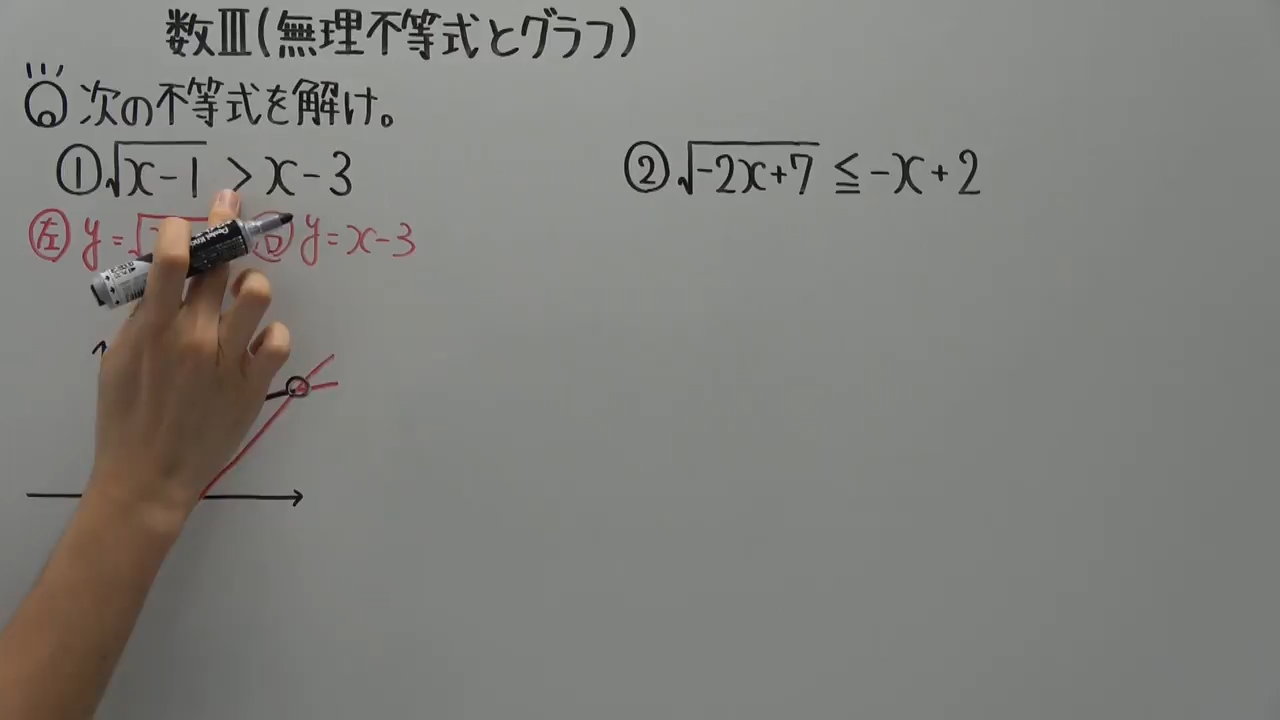 数Ⅲ(無理不等式とグラフ)
Q 次の不等式を解け。
① √x-1 > x-3
② √-2x+7 ≦ -x+2
左 y=√ y=x-3